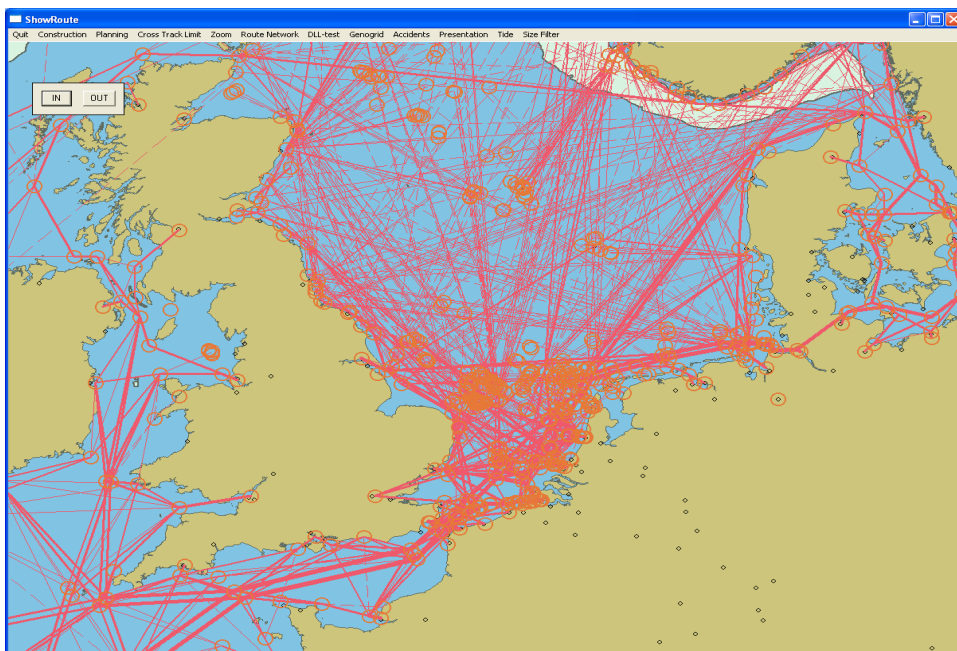 ShowRoute
Quit Construction Planning Cross Track Limit Zoom Route Network DLL-test Genogrid Accidents Presentation Tide Size Filter
IN OUT